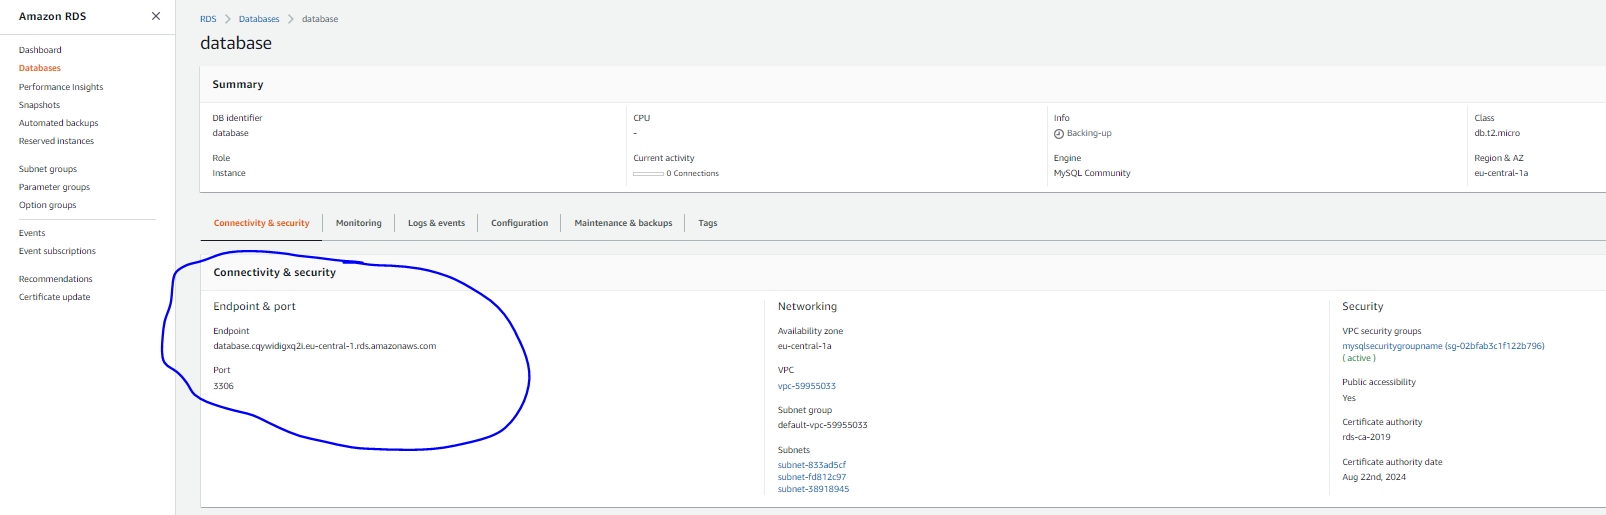 Amazon RDS
Dashboard
Databases
Performance Insights
Snapshots
Automated backups
Reserved instances
Subnet groups
Parameter groups
Option groups
Events
Event subscriptions
Recommendations
Certificate update
RDS > Databases > database
database
Summary
DB identifier
database
Role
Instance
CPU
-
Current activity
0 Connections
Info
Backing-up
Engine
MySQL Community
Class
db.t2.micro
Region & AZ
eu-central-1a
Connectivity & security
Monitoring
Logs & events
Configuration
Maintenance & backups
Tags
Connectivity & security
Endpoint & port
Endpoint
database.cqywidigxq2i.eu-central-1.rds.amazonaws.com
Port
3306
Networking
Availability zone
eu-central-1a
VPC
vpc-59955033
Subnet group
default-vpc-59955033
Subnets
subnet-833ad5cf
subnet-fd812c97
subnet-38918945
Security
VPC security groups
mysqlsecuritygroupname (sg-02bfab3c1f122b796)
( active )
Public accessibility
Yes
Certificate authority
rds-ca-2019
Certificate authority date
Aug 22nd, 2024